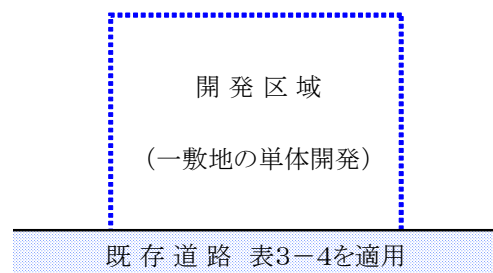 開 発 区 域
（一敷地の単体開発）
既 存 道 路 表３－４を適用